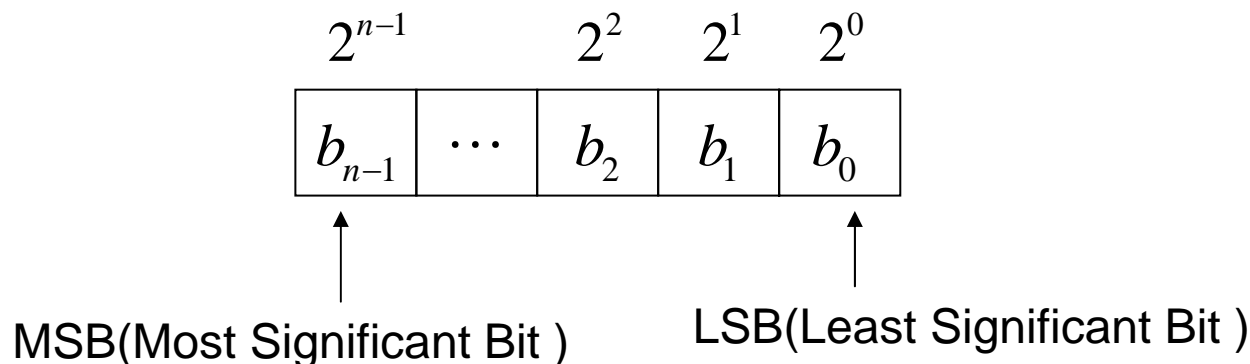 2^{n-1} 2^2 2^1 2^0
b_{n-1} ⋯ b_2 b_1 b_0
MSB(Most Significant Bit ) LSB(Least Significant Bit )